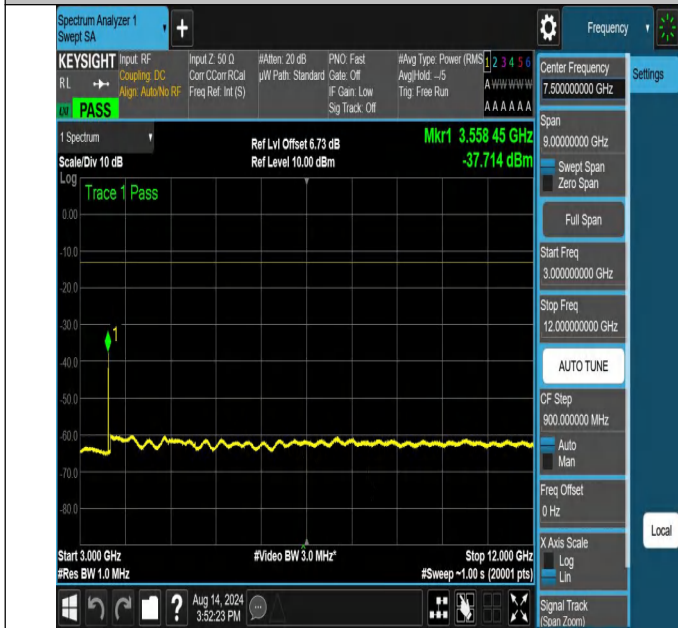 Spectrum Analyzer 1
Swept SA
Frequency
KEYSIGHT
RL
LXI
PASS
Input: RF
Coupling: DC
Align: Auto/No RF
Input Z: 50 Ω
Corr CCorr RCal
Freq Ref: Int (S)
#Atten: 20 dB
µW Path: Standard
PNO: Fast
Gate: Off
IF Gain: Low
Sig Track: Off
#Avg Type: Power (RMS
Avg|Hold: --/5
Trig: Free Run
1 2 3 4 5 6
A W W W W W
A A A A A A
1 Spectrum
Scale/Div 10 dB
Ref Lvl Offset 6.73 dB
Ref Level 10.00 dBm
Mkr1 3.558 45 GHz
-37.714 dBm
Log
Trace 1 Pass
0.00
-10.0
-20.0
-30.0
1
-40.0
-50.0
-60.0
-70.0
-80.0
Start 3.000 GHz
#Res BW 1.0 MHz
#Video BW 3.0 MHz*
Stop 12.000 GHz
#Sweep ~1.00 s (20001 pts)
Aug 14, 2024
3:52:23 PM
Center Frequency
7.500000000 GHz
Settings
Span
9.00000000 GHz
Swept Span
Zero Span
Full Span
Start Freq
3.000000000 GHz
Stop Freq
12.000000000 GHz
AUTO TUNE
CF Step
900.000000 MHz
Auto
Man
Freq Offset
0 Hz
Local
X Axis Scale
Log
Lin
Signal Track
(Span Zoom)